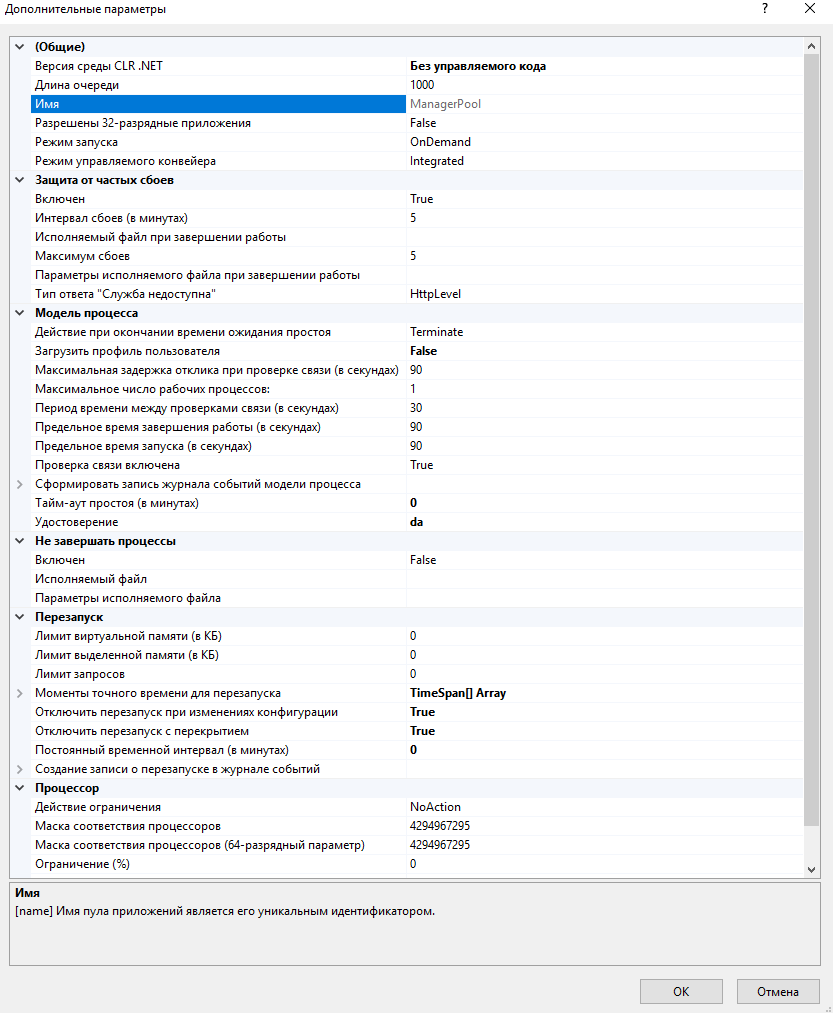 Дополнительные параметры
?
(Общие)
Версия среды CLR .NET Без управляемого кода
Длина очереди 1000
Имя ManagerPool
Разрешены 32-разрядные приложения False
Режим запуска OnDemand
Режим управляемого конвейера Integrated
Защита от частых сбоев
Включен True
Интервал сбоев (в минутах) 5
Исполняемый файл при завершении работы
Максимум сбоев 5
Параметры исполняемого файла при завершении работы
Тип ответа "Служба недоступна" HttpLevel
Модель процесса
Действие при окончании времени ожидания простоя Terminate
Загрузить профиль пользователя False
Максимальная задержка отклика при проверке связи (в секундах) 90
Максимальное число рабочих процессов: 1
Период времени между проверками связи (в секундах) 30
Предельное время завершения работы (в секундах) 90
Предельное время запуска (в секундах) 90
Проверка связи включена True
Сформировать запись журнала событий модели процесса
Тайм-аут простоя (в минутах) 0
Удостоверение da
Не завершать процессы
Включен False
Исполняемый файл
Параметры исполняемого файла
Перезапуск
Лимит виртуальной памяти (в КБ) 0
Лимит выделенной памяти (в КБ) 0
Лимит запросов 0
Моменты точного времени для перезапуска TimeSpan[] Array
Отключить перезапуск при изменениях конфигурации True
Отключить перезапуск с перекрытием True
Постоянный временной интервал (в минутах) 0
Создание записи о перезапуске в журнале событий
Процессор
Действие ограничения NoAction
Маска соответствия процессоров 4294967295
Маска соответствия процессоров (64-разрядный параметр) 4294967295
Ограничение (%) 0
Имя
[name] Имя пула приложений является его уникальным идентификатором.
ОК Отмена